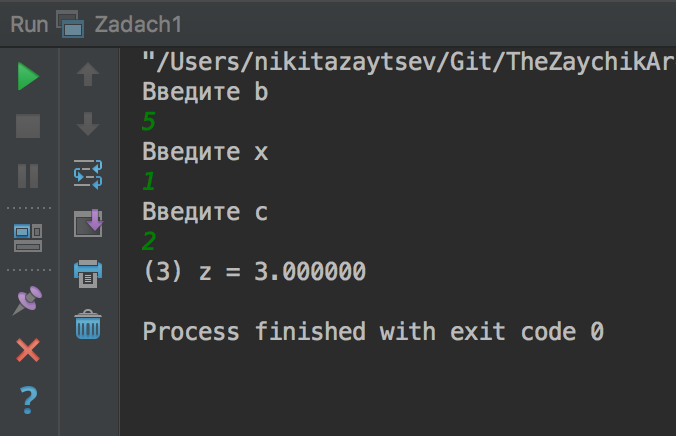 Run Zadach1
"/Users/nikitazaytsev/Git/TheZaychikAr
Введите b
5
Введите x
1
Введите c
2
(3) z = 3.000000
Process finished with exit code 0
?